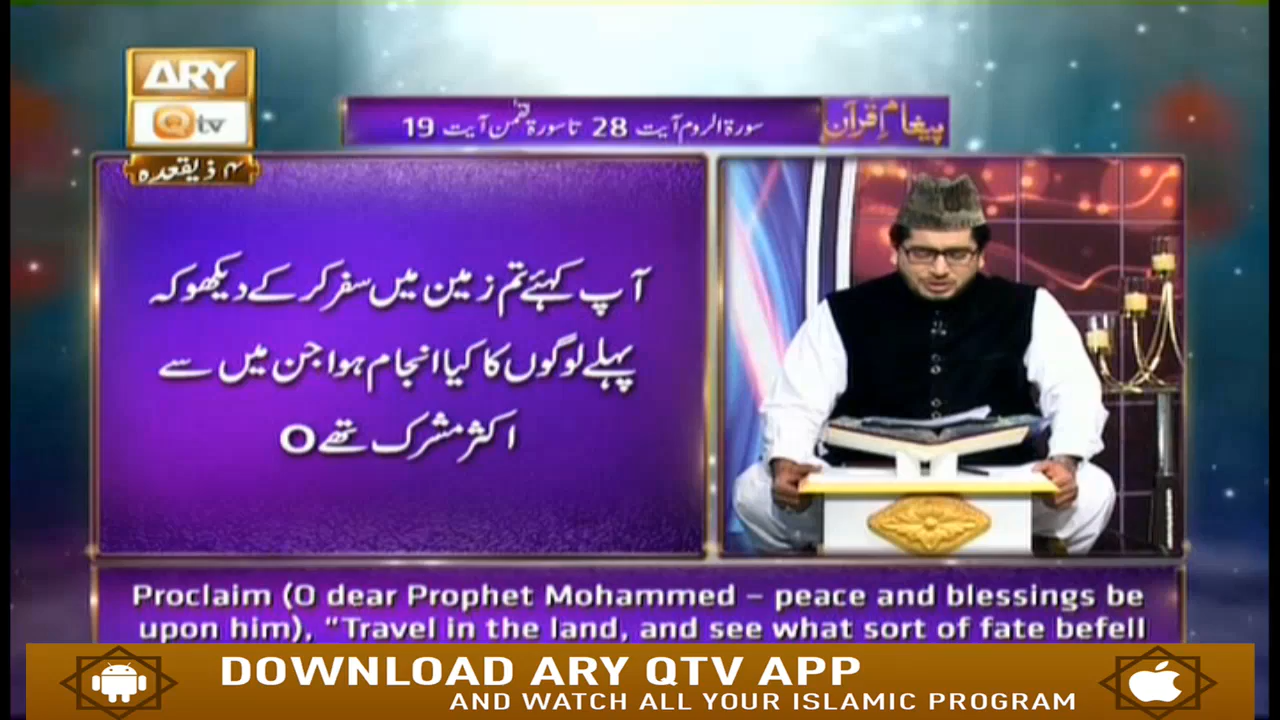 ARY
Qtv
پیغامِ قرآن
سورۃ الروم آیت 28 تا سورۃ لقمٰن آیت 19
۴ ذیقعدہ
آپ کہئے تم زمین میں سفر کر کے دیکھو کہ
پہلے لوگوں کا کیا انجام ہوا جن میں سے
اکثر مشرک تھے O
Proclaim (O dear Prophet Mohammed – peace and blessings be
upon him), "Travel in the land, and see what sort of fate befell
DOWNLOAD ARY QTV APP
AND WATCH ALL YOUR ISLAMIC PROGRAM